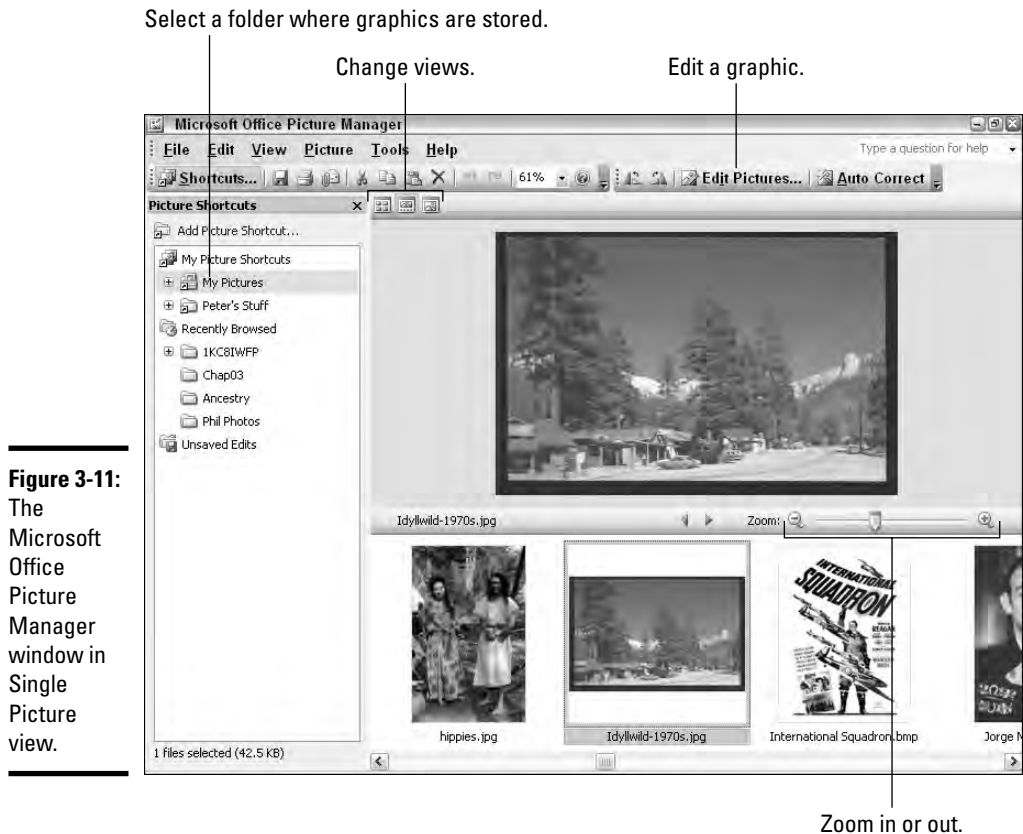 Select a folder where graphics are stored.
Change views.
Edit a graphic.
Microsoft Office Picture Manager
File Edit View Picture Tools Help
Type a question for help
Shortcuts... 61% Edit Pictures... Auto Correct
Picture Shortcuts
Add Picture Shortcut...
My Picture Shortcuts
My Pictures
Peter's Stuff
Recently Browsed
1KC8IWFP
Chap03
Ancestry
Phil Photos
Unsaved Edits
1 files selected (42.5 KB)
Idyllwild-1970s.jpg
Zoom:
INTERNATIONAL
SQUADRON
REAGAN
hippies.jpg
Idyllwild-1970s.jpg
International Squadron.bmp
Jorge
Zoom in or out.
Figure 3-11:
The
Microsoft
Office
Picture
Manager
window in
Single
Picture
view.